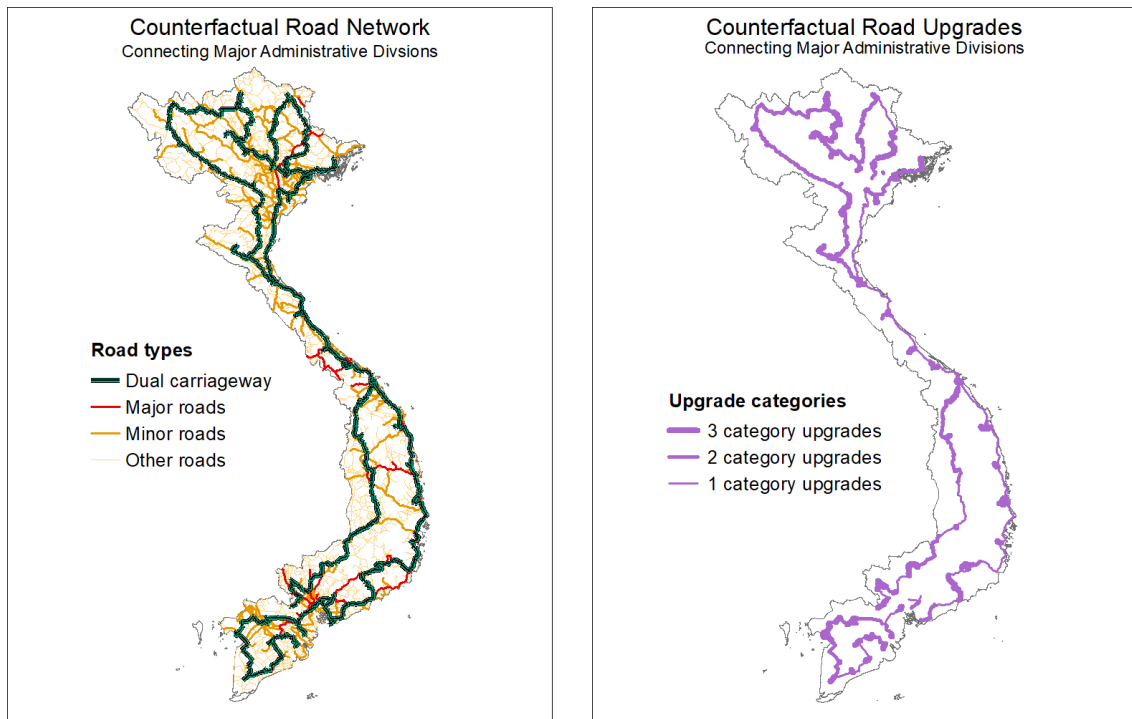 Counterfactual Road Network
Connecting Major Administrative Divsions
Road types
Dual carriageway
Major roads
Minor roads
Other roads
Counterfactual Road Upgrades
Connecting Major Administrative Divisions
Upgrade categories
3 category upgrades
2 category upgrades
1 category upgrades